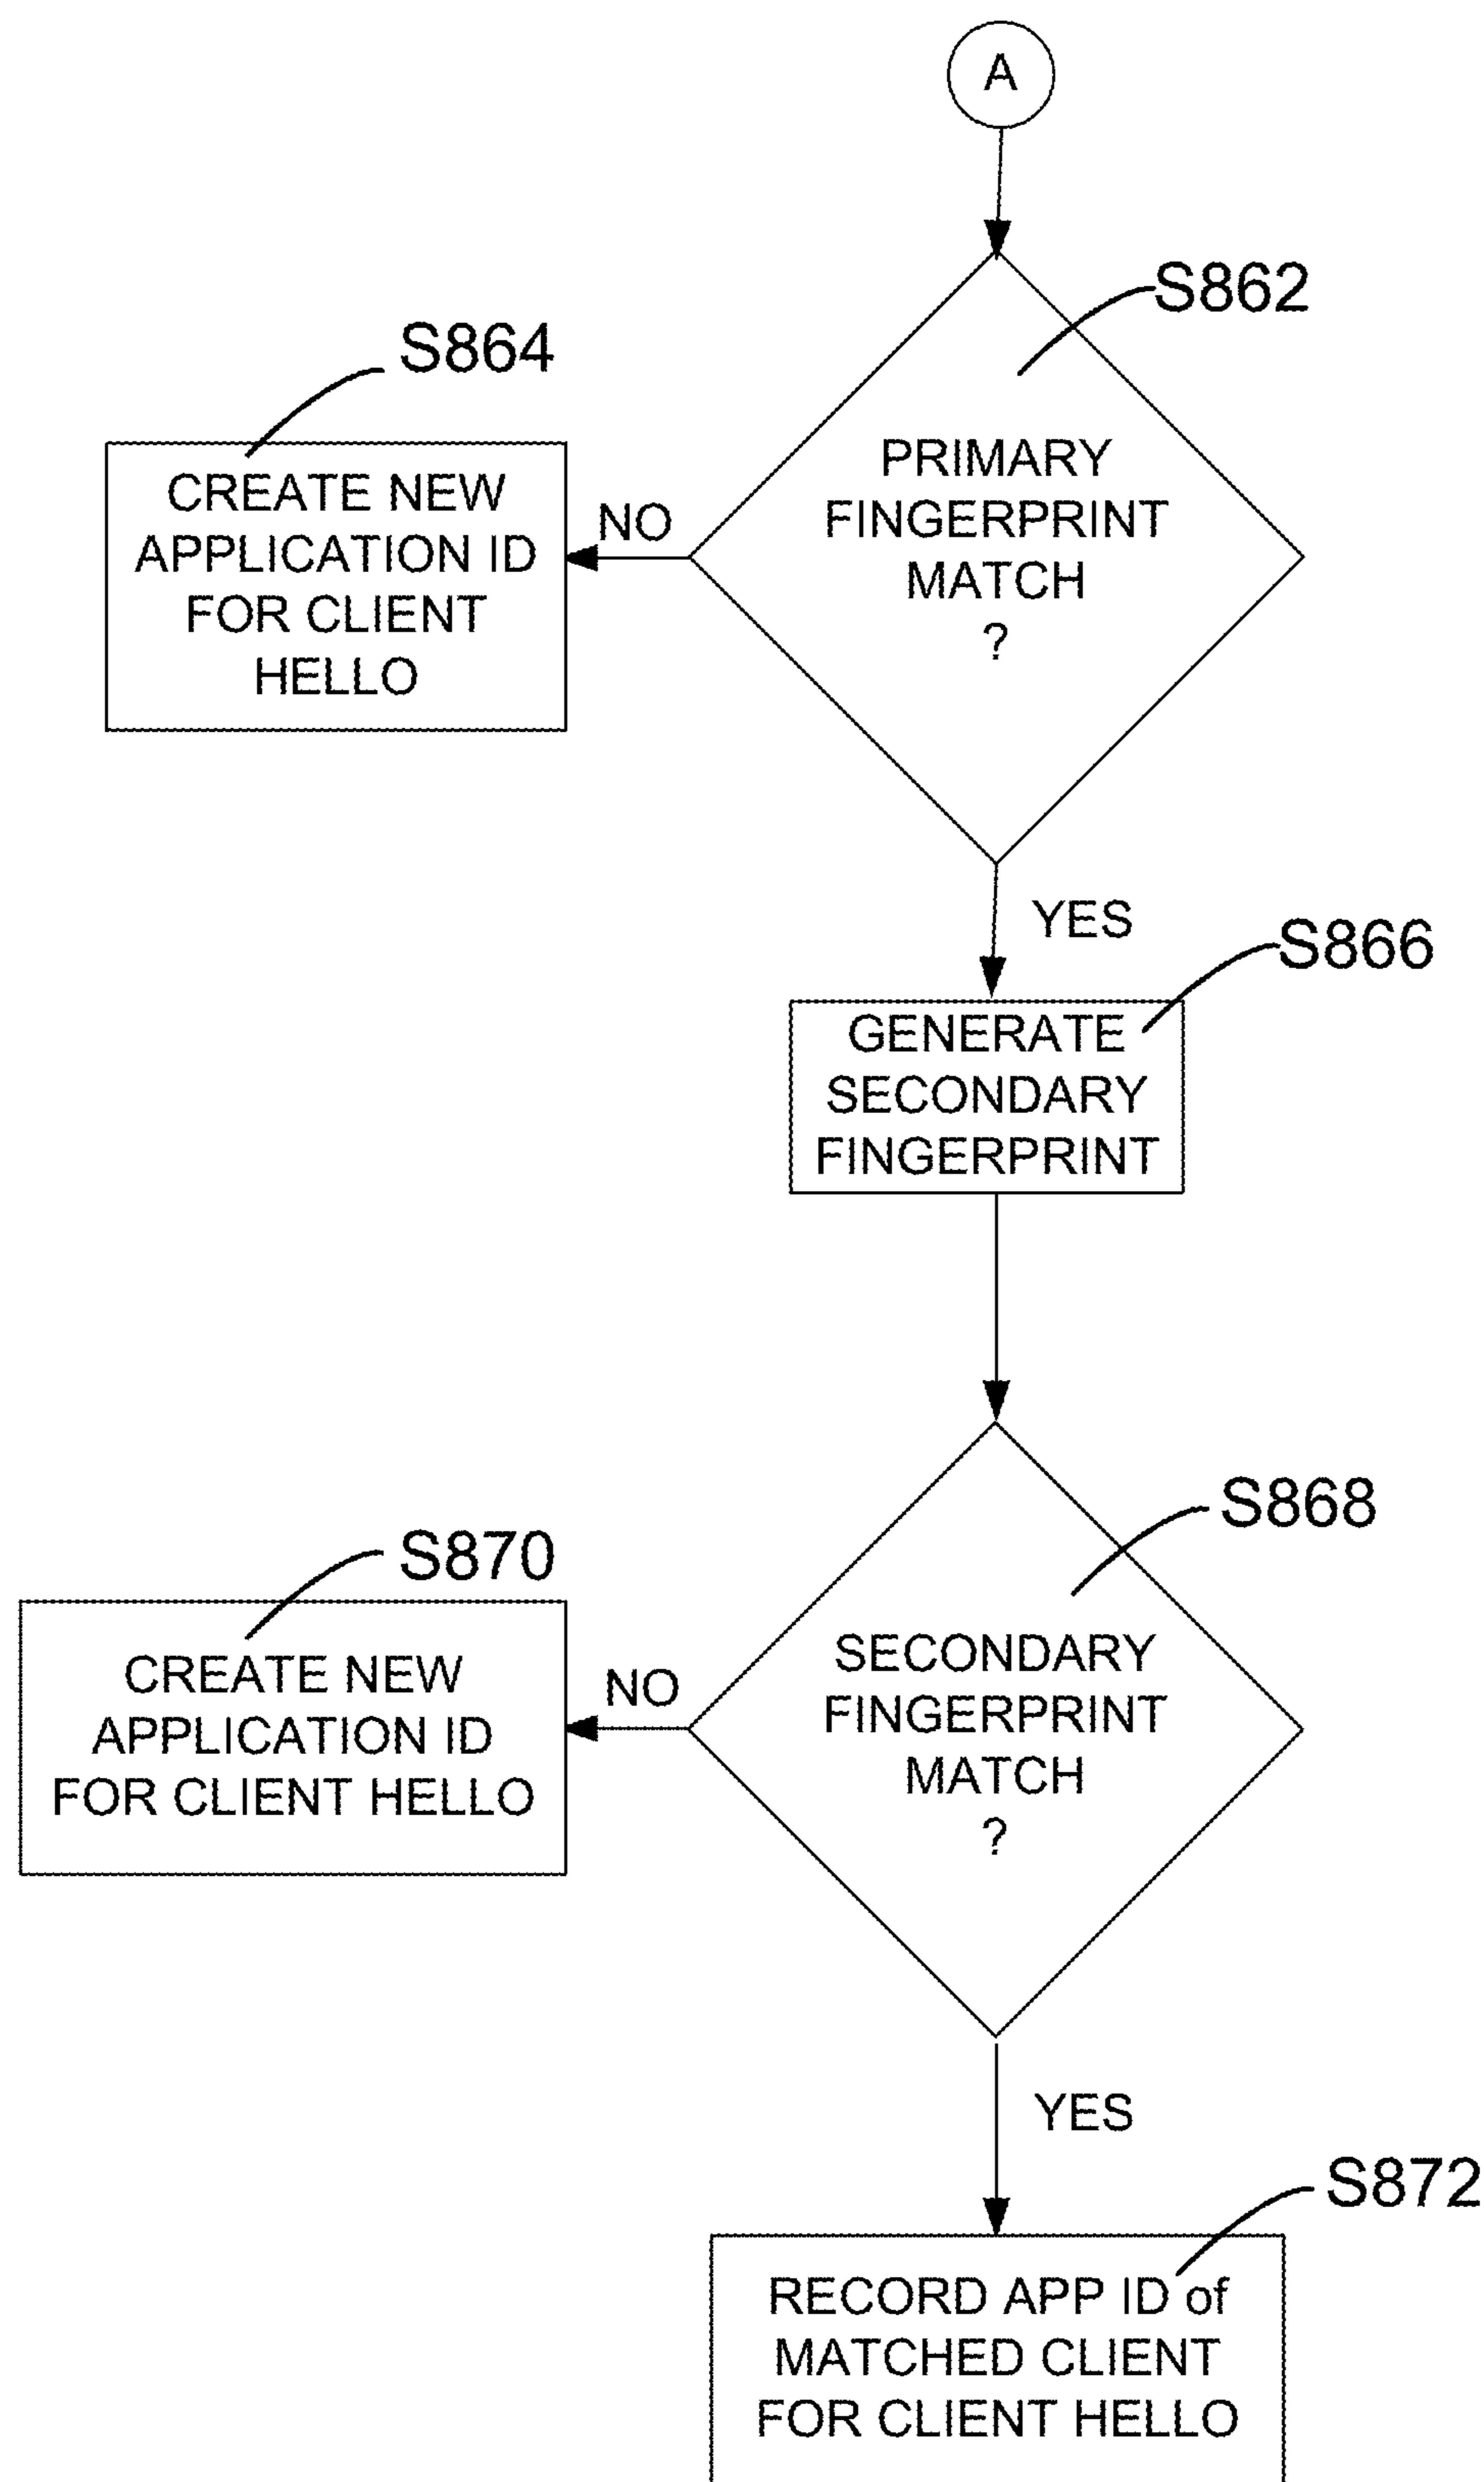 A
S862
PRIMARY
FINGERPRINT
MATCH
?
NO
S864
CREATE NEW
APPLICATION ID
FOR CLIENT
HELLO
YES
S866
GENERATE
SECONDARY
FINGERPRINT
S868
SECONDARY
FINGERPRINT
MATCH
?
NO
S870
CREATE NEW
APPLICATION ID
FOR CLIENT HELLO
YES
S872
RECORD APP ID of
MATCHED CLIENT
FOR CLIENT HELLO